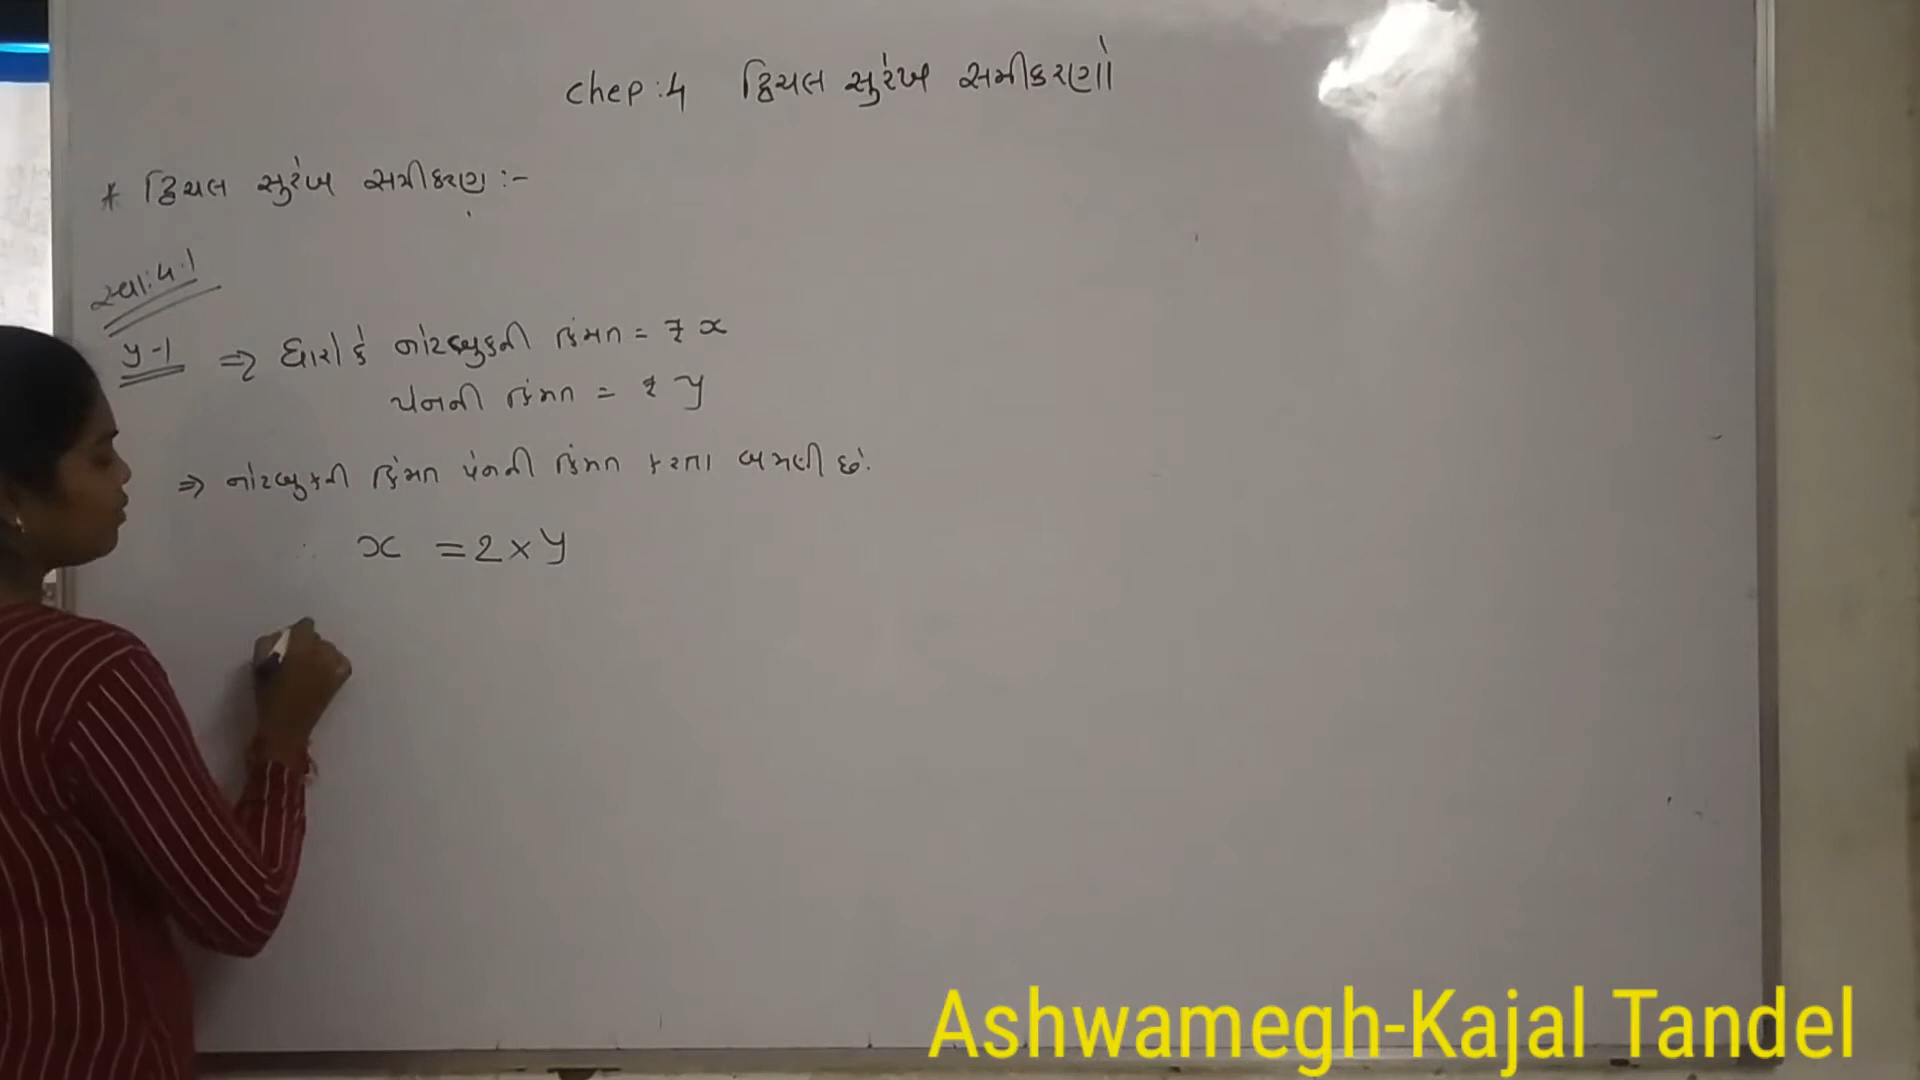 chep:4 દ્વિચલ સુરેખ સમીકરણો
* દ્વિચલ સુરેખ સમીકરણ :-
સ્વા: 4.1
પ્ર-1 ⇒ ધારો કે નોટબુકની કિંમત = ₹ x
પેનની કિંમત = ₹ y
⇒ નોટબુકની કિંમત પેનની કિંમત કરતા બમણી છે.
∴ x = 2 × y
Ashwamegh-Kajal Tandel